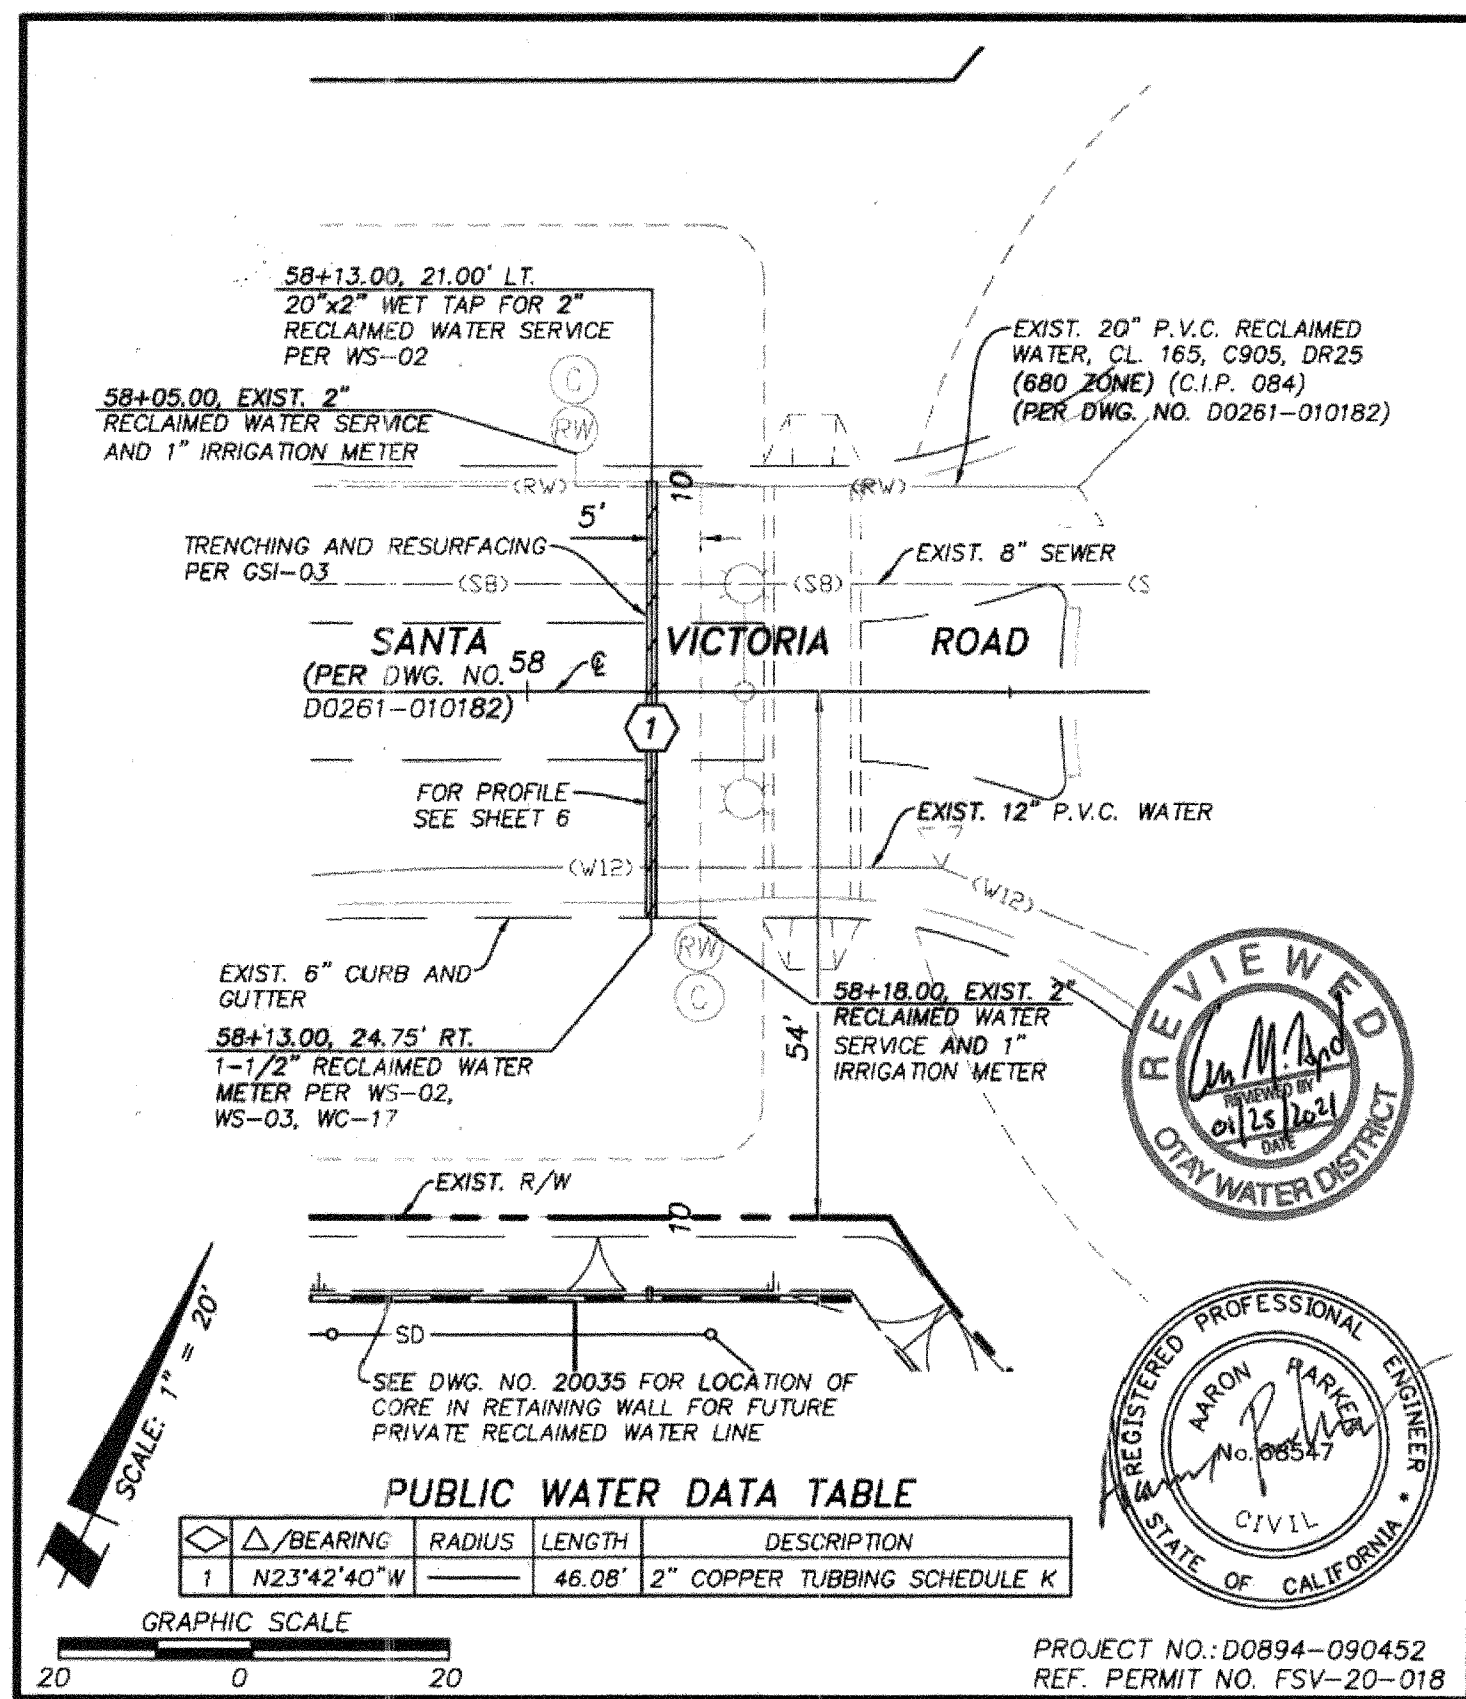 58+13.00, 21.00' LT.
20"x2" WET TAP FOR 2"
RECLAIMED WATER SERVICE
PER WS-02
58+05.00, EXIST. 2"
RECLAIMED WATER SERVICE
AND 1" IRRIGATION METER
C
RW
EXIST. 20" P.V.C. RECLAIMED
WATER, CL. 165, C905, DR25
(680 ZONE) (C.I.P. 084)
(PER DWG. NO. D0261-010182)
(RW)
10
(RW)
5'
TRENCHING AND RESURFACING
PER GSI-03
EXIST. 8" SEWER
(S8)
(S8)
(S
SANTA VICTORIA ROAD
(PER DWG. NO.
D0261-010182)
58
℄
1
FOR PROFILE
SEE SHEET 6
EXIST. 12" P.V.C. WATER
(W12)
(W12)
EXIST. 6" CURB AND
GUTTER
RW
C
58+13.00, 24.75' RT.
1-1/2" RECLAIMED WATER
METER PER WS-02,
WS-03, WC-17
54'
58+18.00, EXIST. 2"
RECLAIMED WATER
SERVICE AND 1"
IRRIGATION METER
REVIEWED
REVIEWED BY
01/25/2021
DATE
OTAY WATER DISTRICT
EXIST. R/W
10
SD
SEE DWG. NO. 20035 FOR LOCATION OF
CORE IN RETAINING WALL FOR FUTURE
PRIVATE RECLAIMED WATER LINE
SCALE: 1" = 20'
REGISTERED PROFESSIONAL ENGINEER
AARON PARKER
No. 68547
CIVIL
STATE OF CALIFORNIA
PUBLIC WATER DATA TABLE
△/BEARING RADIUS LENGTH DESCRIPTION
1 N23°42'40"W 46.08' 2" COPPER TUBBING SCHEDULE K
GRAPHIC SCALE
20 0 20
PROJECT NO.: D0894-090452
REF. PERMIT NO. FSV-20-018